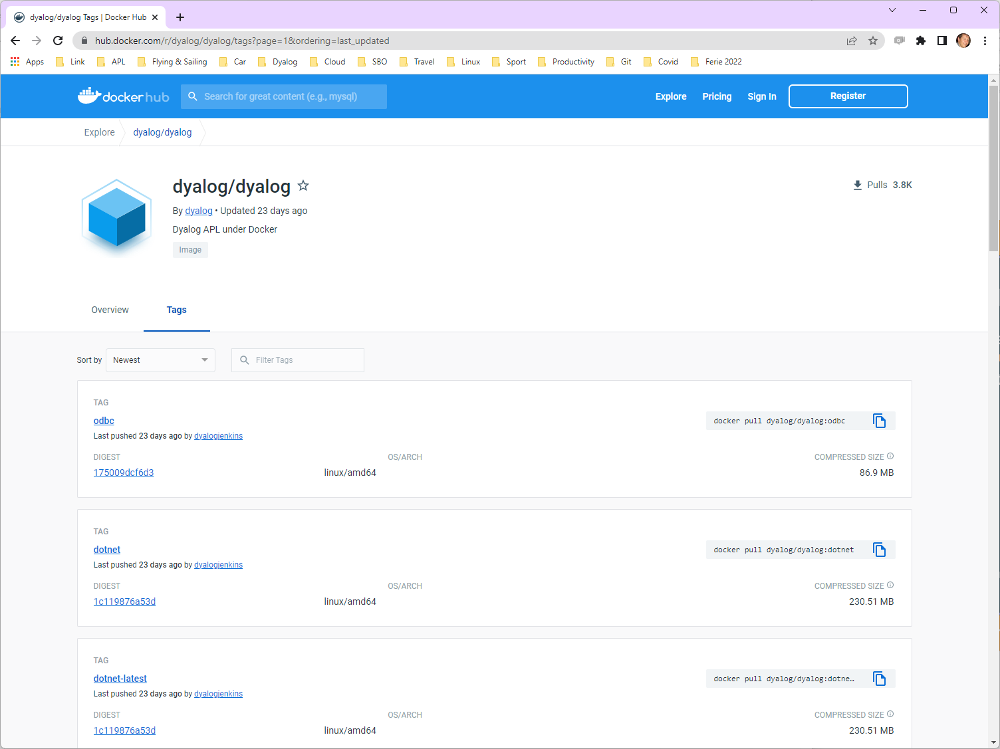 dyalog/dyalog Tags | Docker Hub
hub.docker.com/r/dyalog/dyalog/tags?page=1&ordering=last_updated
Apps Link APL Flying & Sailing Car Dyalog Cloud SBO Travel Linux Sport Productivity Git Covid Ferie 2022
dockerhub Search for great content (e.g., mysql) Explore Pricing Sign In Register
Explore dyalog/dyalog
dyalog/dyalog Pulls 3.8K
By dyalog • Updated 23 days ago
Dyalog APL under Docker
Image
Overview Tags
Sort by Newest Filter Tags
TAG
odbc docker pull dyalog/dyalog:odbc
Last pushed 23 days ago by dyalogjenkins
DIGEST OS/ARCH COMPRESSED SIZE
175009dcf6d3 linux/amd64 86.9 MB
TAG
dotnet docker pull dyalog/dyalog:dotnet
Last pushed 23 days ago by dyalogjenkins
DIGEST OS/ARCH COMPRESSED SIZE
1c119876a53d linux/amd64 230.51 MB
TAG
dotnet-latest docker pull dyalog/dyalog:dotne…
Last pushed 23 days ago by dyalogjenkins
DIGEST OS/ARCH COMPRESSED SIZE
1c119876a53d linux/amd64 230.51 MB